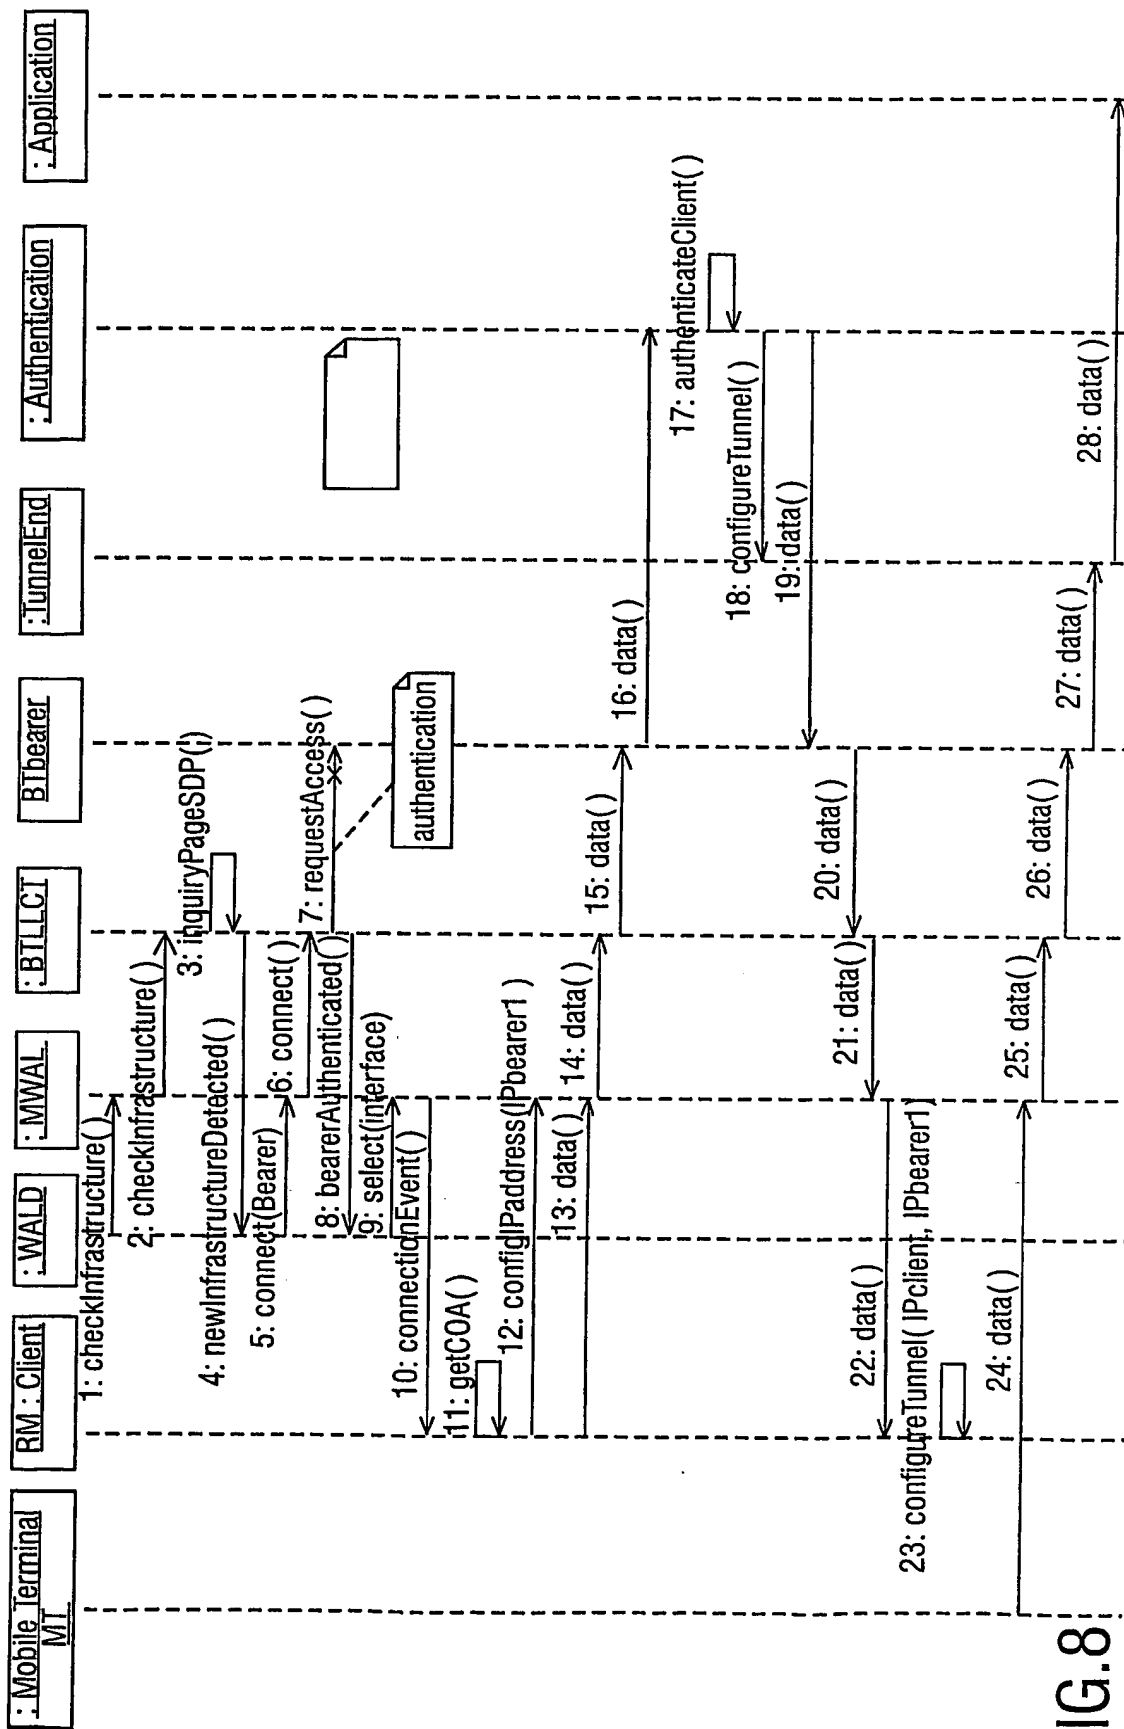 : Mobile Terminal
MT
RM : Client
: WALD
: MWAL
: BTLLCT
BTbearer
:TunnelEnd
: Authentication
: Application
1: checkInfrastructure( )
2: checkInfrastructure( )
3: inquiryPageSDP(i)
4: newInfrastructureDetected( )
5: connect(Bearer)
6: connect( )
7: requestAccess( )
authentication
8: bearerAuthenticated( )
9: select(interface)
10: connectionEvent( )
11: getCOA( )
12: configIPaddress(IPbearer1 )
13: data( )
14: data( )
15: data( )
16: data( )
17: authenticateClient( )
18: configureTunnel( )
19: data( )
20: data( )
21: data( )
22: data( )
23: configureTunnel( IPclient, IPbearer1)
24: data( )
25: data( )
26: data( )
27: data( )
28: data( )
IG.8